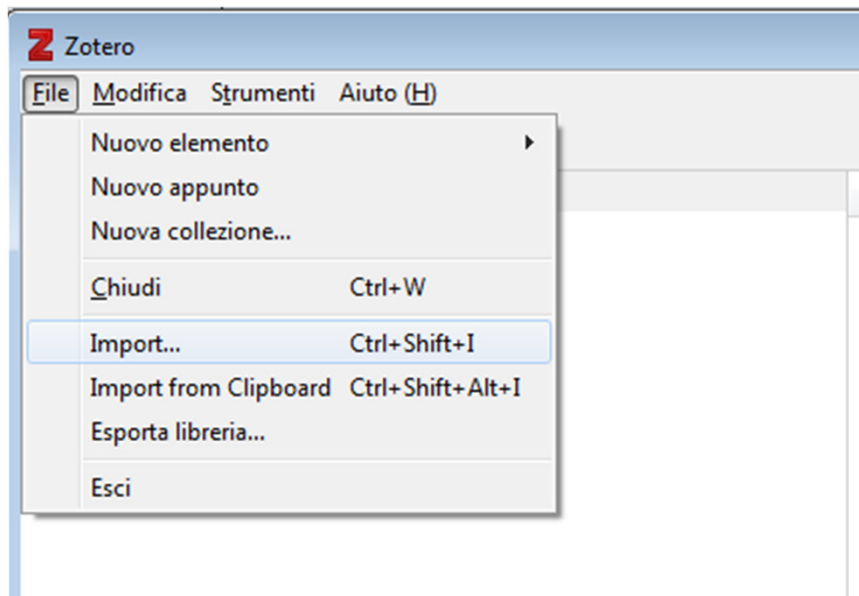 Zotero
File Modifica Strumenti Aiuto (H)
Nuovo elemento
Nuovo appunto
Nuova collezione...
Chiudi Ctrl+W
Import... Ctrl+Shift+I
Import from Clipboard Ctrl+Shift+Alt+I
Esporta libreria...
Esci